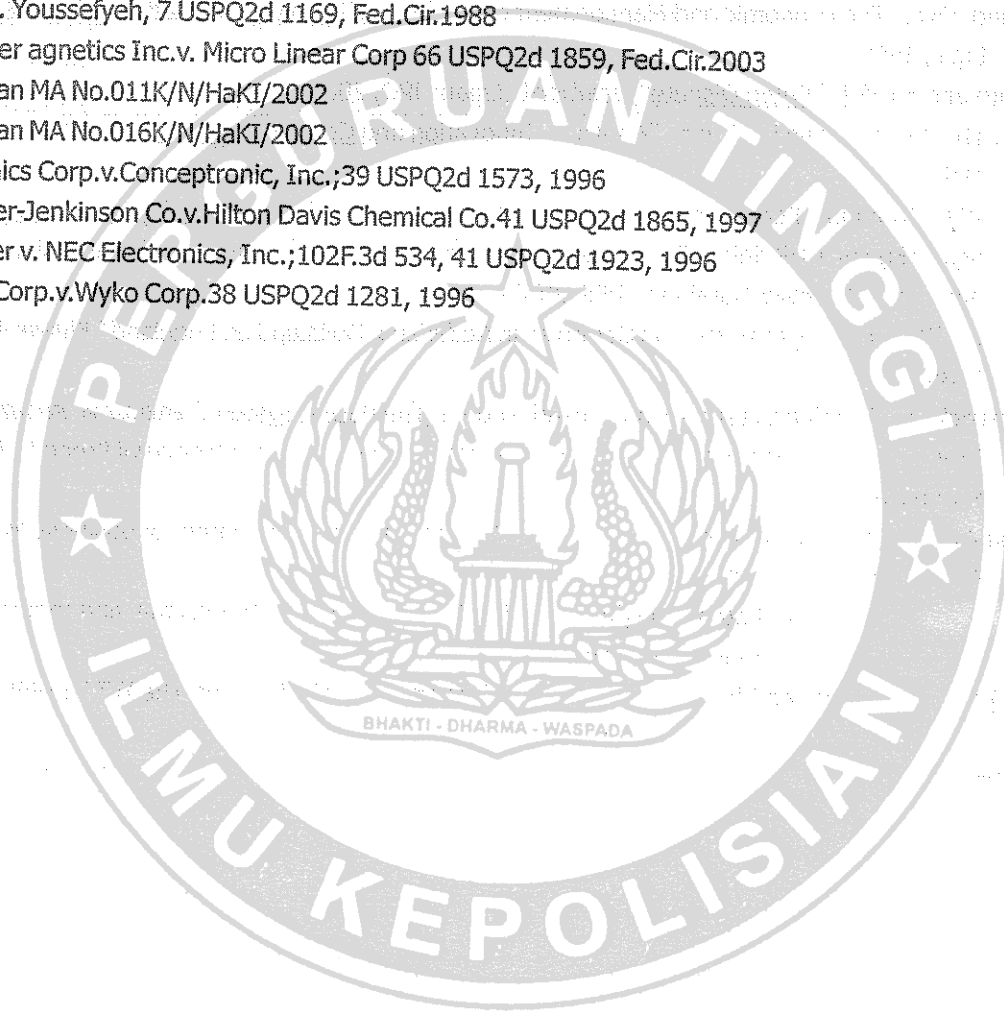 . Youssefyeh, 7 USPQ2d 1169, Fed.Cir.1988
er agnetics Inc.v. Micro Linear Corp 66 USPQ2d 1859, Fed.Cir.2003
an MA No.011K/N/HaKI/2002
an MA No.016K/N/HaKI/2002
ics Corp.v.Conceptronic, Inc.;39 USPQ2d 1573, 1996
er-Jenkinson Co.v.Hilton Davis Chemical Co.41 USPQ2d 1865, 1997
er v. NEC Electronics, Inc.;102F.3d 534, 41 USPQ2d 1923, 1996
Corp.v.Wyko Corp.38 USPQ2d 1281, 1996
PERGURUAN TINGGI
BHAKTI - DHARMA - WASPADA
ILMU KEPOLISIAN